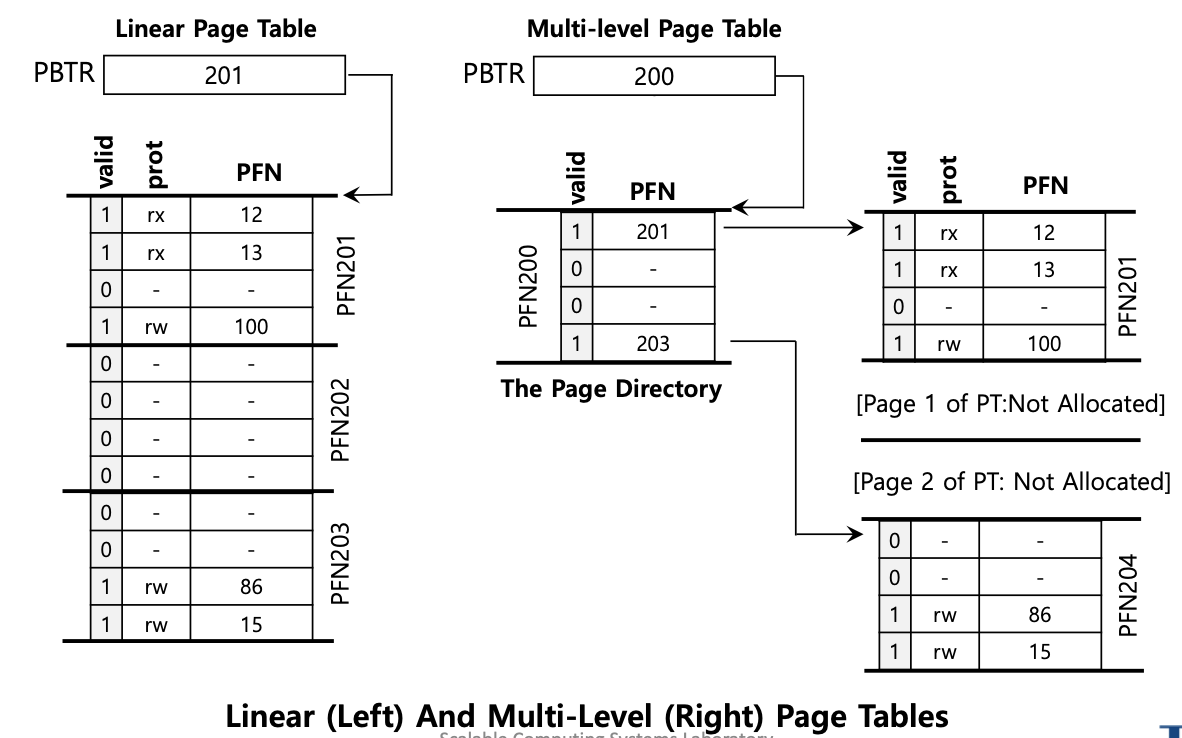 Linear Page Table
PBTR 201
valid prot PFN
1 rx 12
1 rx 13
0 - -
1 rw 100
PFN201
0 - -
0 - -
0 - -
0 - -
PFN202
0 - -
0 - -
1 rw 86
1 rw 15
PFN203
Multi-level Page Table
PBTR 200
valid PFN
1 201
0 -
0 -
1 203
PFN200
The Page Directory
valid prot PFN
1 rx 12
1 rx 13
0 - -
1 rw 100
PFN201
[Page 1 of PT:Not Allocated]
[Page 2 of PT: Not Allocated]
0 - -
0 - -
1 rw 86
1 rw 15
PFN204
Linear (Left) And Multi-Level (Right) Page Tables
Scalable Computing Systems Laboratory